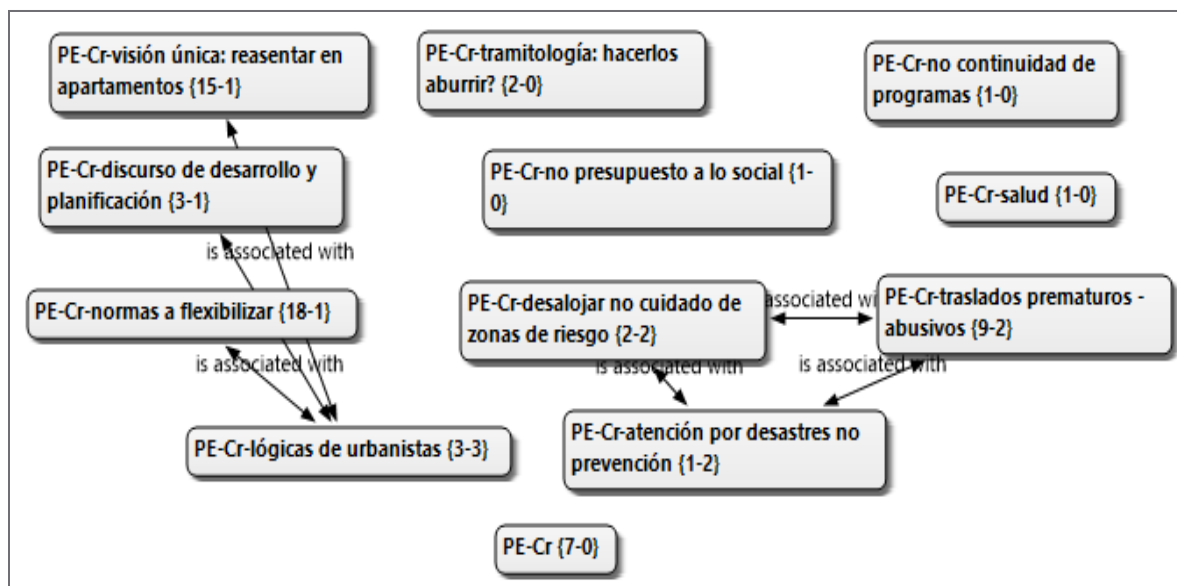 PE-Cr-visión única: reasentar en
apartamentos {15-1}
PE-Cr-tramitología: hacerlos
aburrir? {2-0}
PE-Cr-no continuidad de
programas {1-0}
PE-Cr-discurso de desarrollo y
planificación {3-1}
PE-Cr-no presupuesto a lo social {1-
0}
PE-Cr-salud {1-0}
is associated with
PE-Cr-normas a flexibilizar {18-1}
PE-Cr-desalojar no cuidado de
zonas de riesgo {2-2}
associated wi
PE-Cr-traslados prematuros -
abusivos {9-2}
is associated with
is associated with
is associated with
PE-Cr-lógicas de urbanistas {3-3}
PE-Cr-atención por desastres no
prevención {1-2}
PE-Cr {7-0}